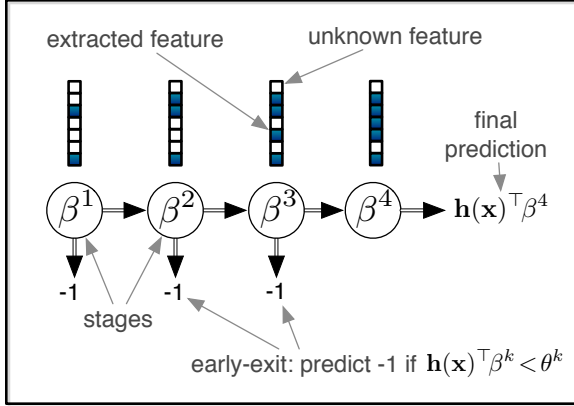 extracted feature
unknown feature
final
prediction
β¹ β² β³ β⁴ h(x)ᵀβ⁴
-1 -1 -1
stages
early-exit: predict -1 if h(x)ᵀβᵏ < θᵏ